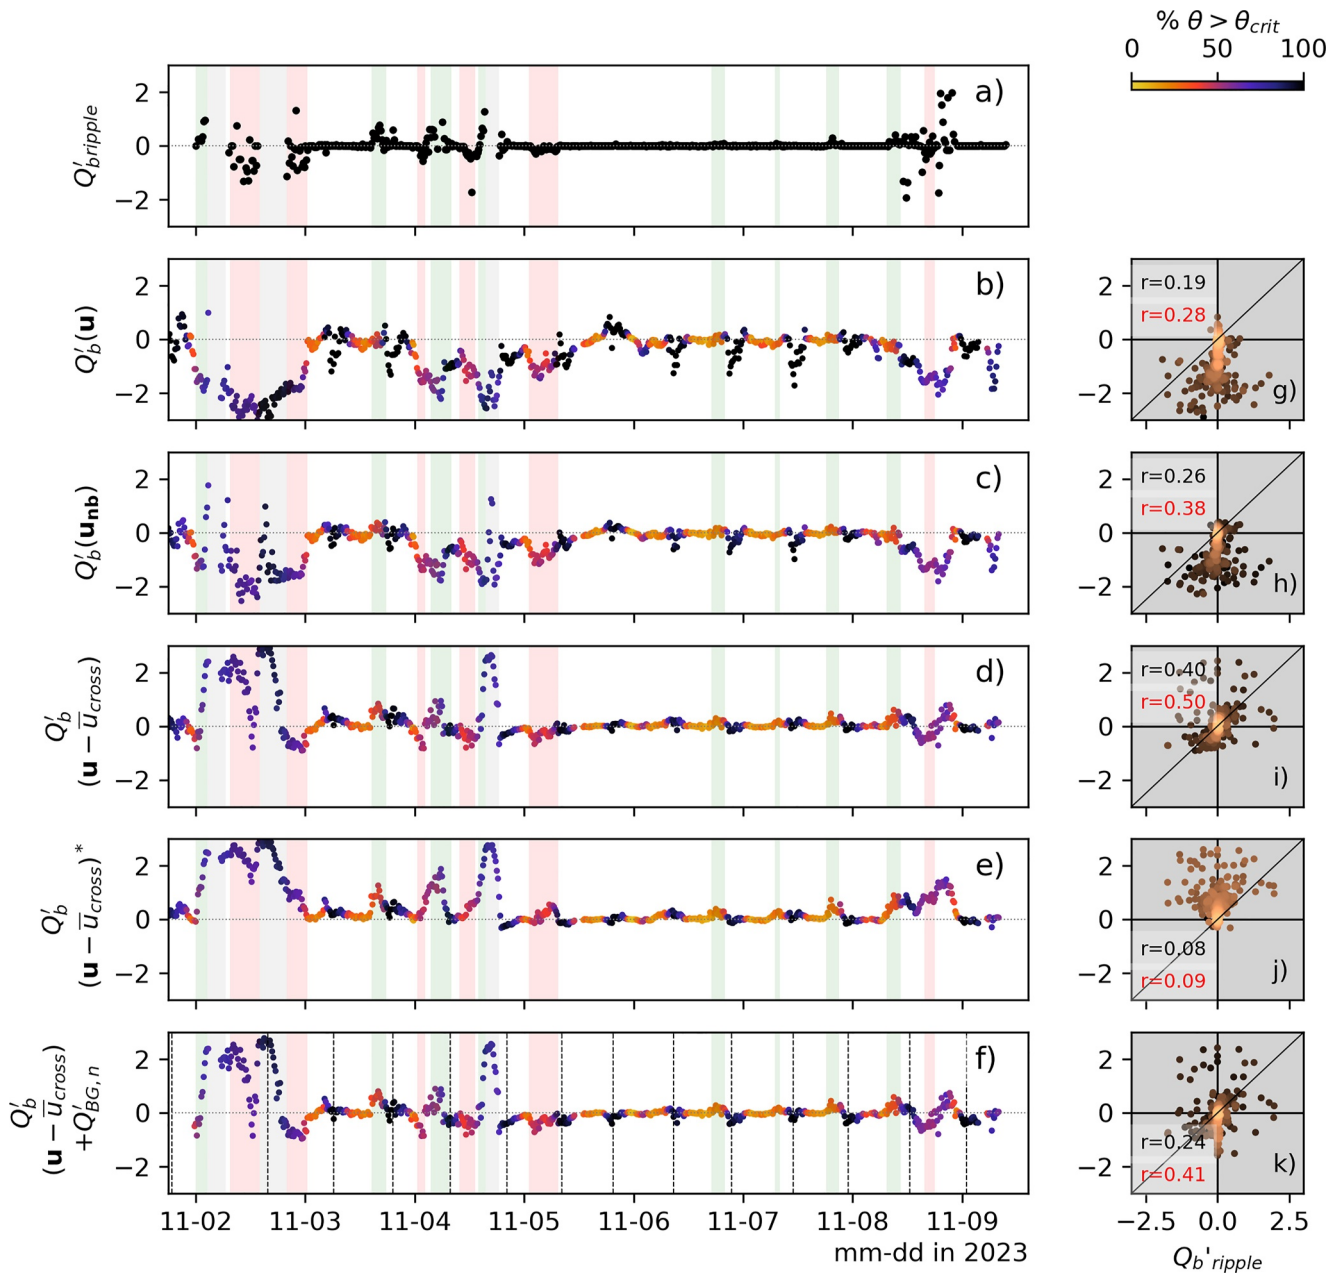 % θ > θcrit
0 50 100
Q′bripple
2
0
−2
a)
Q′b(u)
2
0
−2
b)
2
0
−2
r=0.19
r=0.28
g)
Q′b(unb)
2
0
−2
c)
2
0
−2
r=0.26
r=0.38
h)
Q′b
(u − u̅cross)
2
0
−2
d)
2
0
−2
r=0.40
r=0.50
i)
Q′b
(u − u̅cross)*
2
0
−2
e)
2
0
−2
r=0.08
r=0.09
j)
Q′b
(u − u̅cross)
+Q′BG, n
2
0
−2
f)
2
0
−2
r=0.24
r=0.41
k)
11-02 11-03 11-04 11-05 11-06 11-07 11-08 11-09
mm-dd in 2023
−2.5 0.0 2.5
Qb'ripple